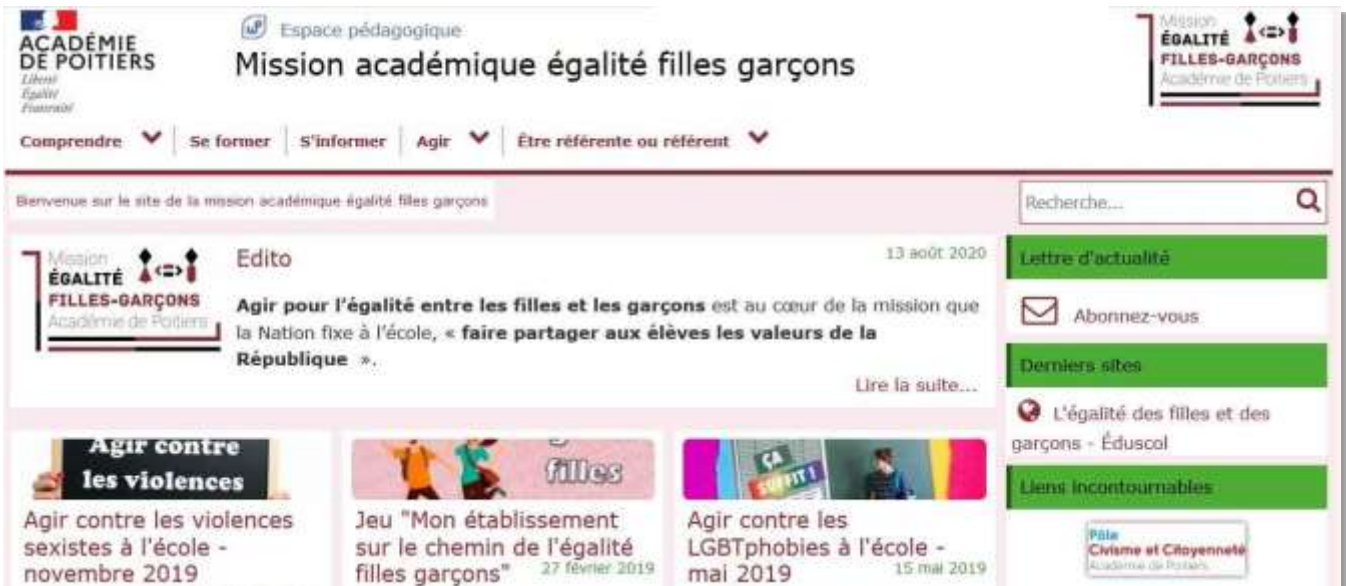 ACADÉMIE
DE POITIERS
Liberté
Égalité
Fraternité
Espace pédagogique
Mission académique égalité filles garçons
Mission
ÉGALITÉ
FILLES-GARÇONS
Académie de Poitiers
Comprendre
Se former
S'informer
Agir
Être référente ou référent
Bienvenue sur le site de la mission académique égalité filles garçons
Recherche...
Mission
ÉGALITÉ
FILLES-GARÇONS
Académie de Poitiers
Edito
13 août 2020
Agir pour l'égalité entre les filles et les garçons est au cœur de la mission que
la Nation fixe à l'école, « faire partager aux élèves les valeurs de la
République ».
Lire la suite...
Lettre d'actualité
Abonnez-vous
Derniers sites
L'égalité des filles et des
garçons - Éduscol
Liens incontournables
Pôle
Civisme et Citoyenneté
Académie de Poitiers
Agir contre
les violences
Agir contre les violences
sexistes à l'école -
novembre 2019
filles
Jeu "Mon établissement
sur le chemin de l'égalité
filles garçons"
27 février 2019
ÇA
SUFFIT !
Agir contre les
LGBTphobies à l'école -
mai 2019
15 mai 2019